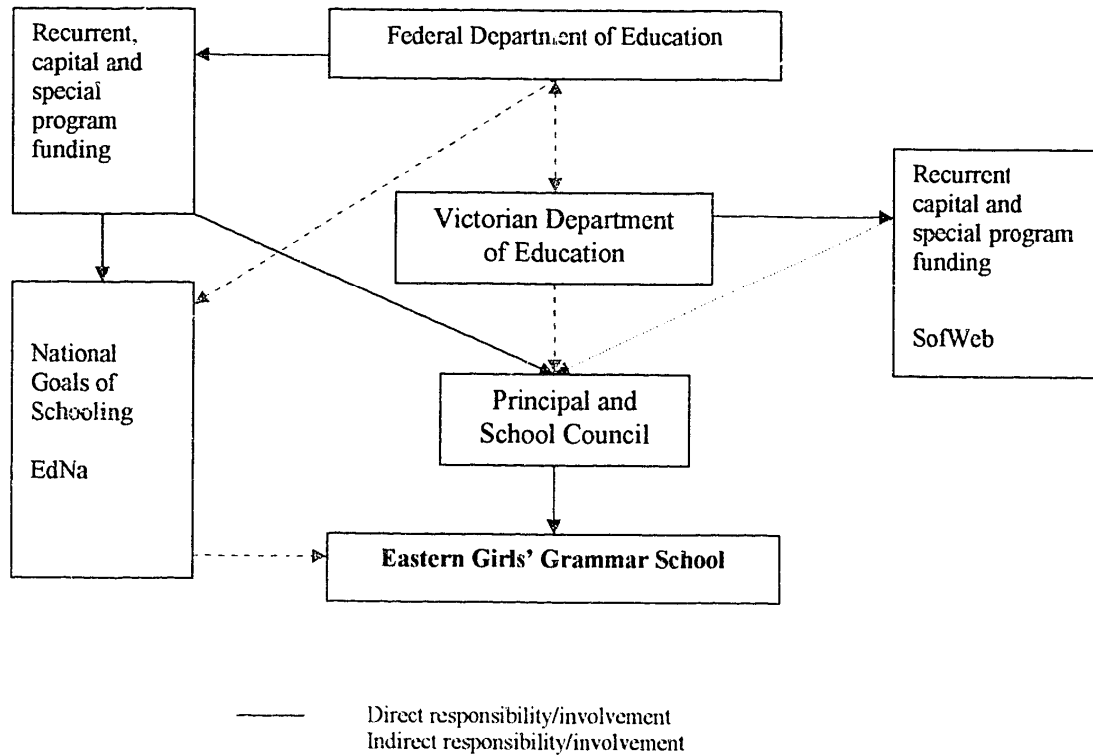 Federal Department of Education
Recurrent,
capital and
special
program
funding
Recurrent
capital and
special program
funding
SofWeb
Victorian Department
of Education
National
Goals of
Schooling
EdNa
Principal and
School Council
Eastern Girls' Grammar School
Direct responsibility/involvement
Indirect responsibility/involvement